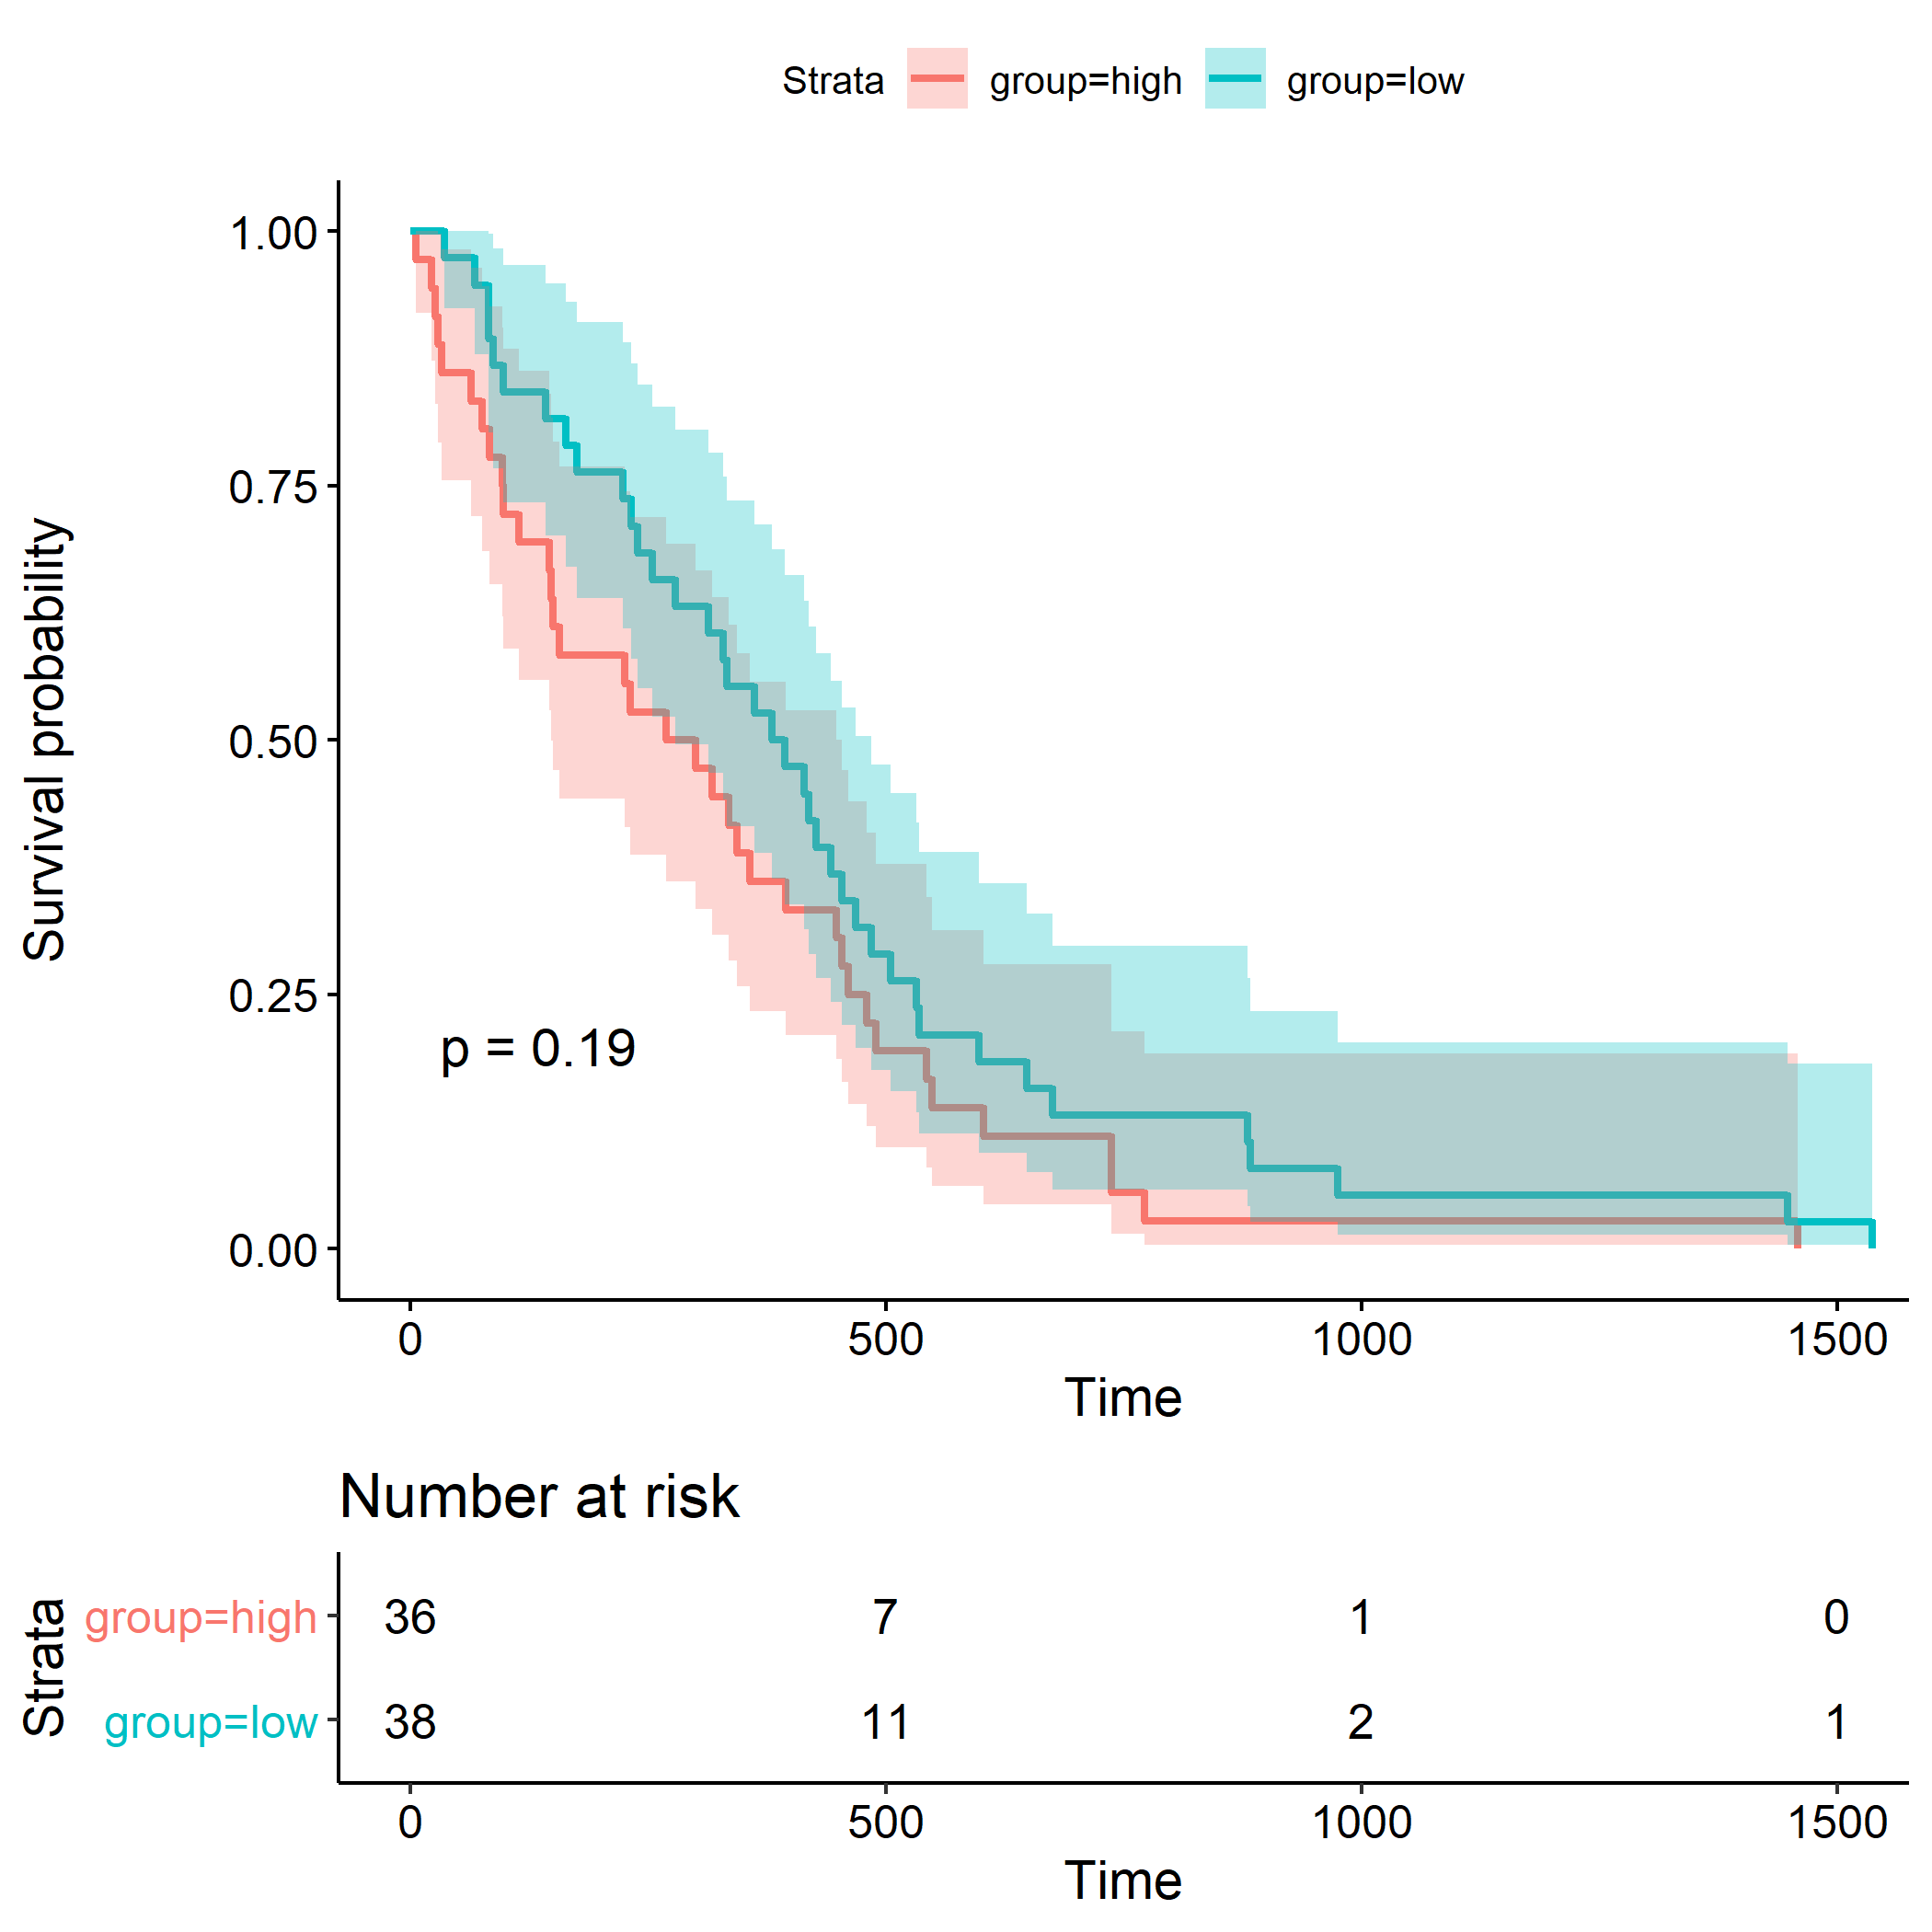 Strata group=high group=low
Survival probability
1.00
0.75
0.50
0.25
0.00
p = 0.19
0 500 1000 1500
Time
Number at risk
Strata
group=high 36 7 1 0
group=low 38 11 2 1
0 500 1000 1500
Time